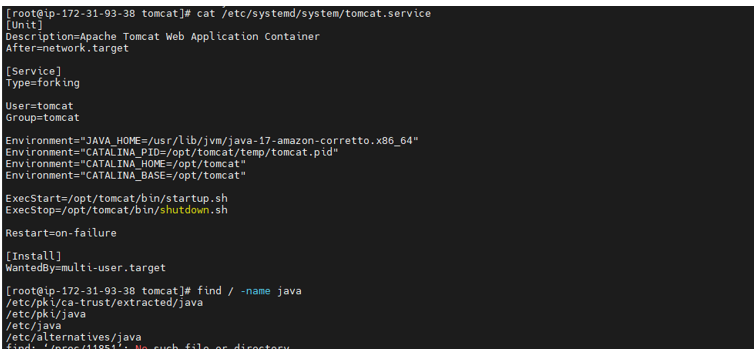 [root@ip-172-31-93-38 tomcat]# cat /etc/systemd/system/tomcat.service
[Unit]
Description=Apache Tomcat Web Application Container
After=network.target
[Service]
Type=forking
User=tomcat
Group=tomcat
Environment="JAVA_HOME=/usr/lib/jvm/java-17-amazon-corretto.x86_64"
Environment="CATALINA_PID=/opt/tomcat/temp/tomcat.pid"
Environment="CATALINA_HOME=/opt/tomcat"
Environment="CATALINA_BASE=/opt/tomcat"
ExecStart=/opt/tomcat/bin/startup.sh
ExecStop=/opt/tomcat/bin/shutdown.sh
Restart=on-failure
[Install]
WantedBy=multi-user.target
[root@ip-172-31-93-38 tomcat]# find / -name java
/etc/pki/ca-trust/extracted/java
/etc/pki/java
/etc/java
/etc/alternatives/java
find: ‘/proc/11851’: No such file or directory